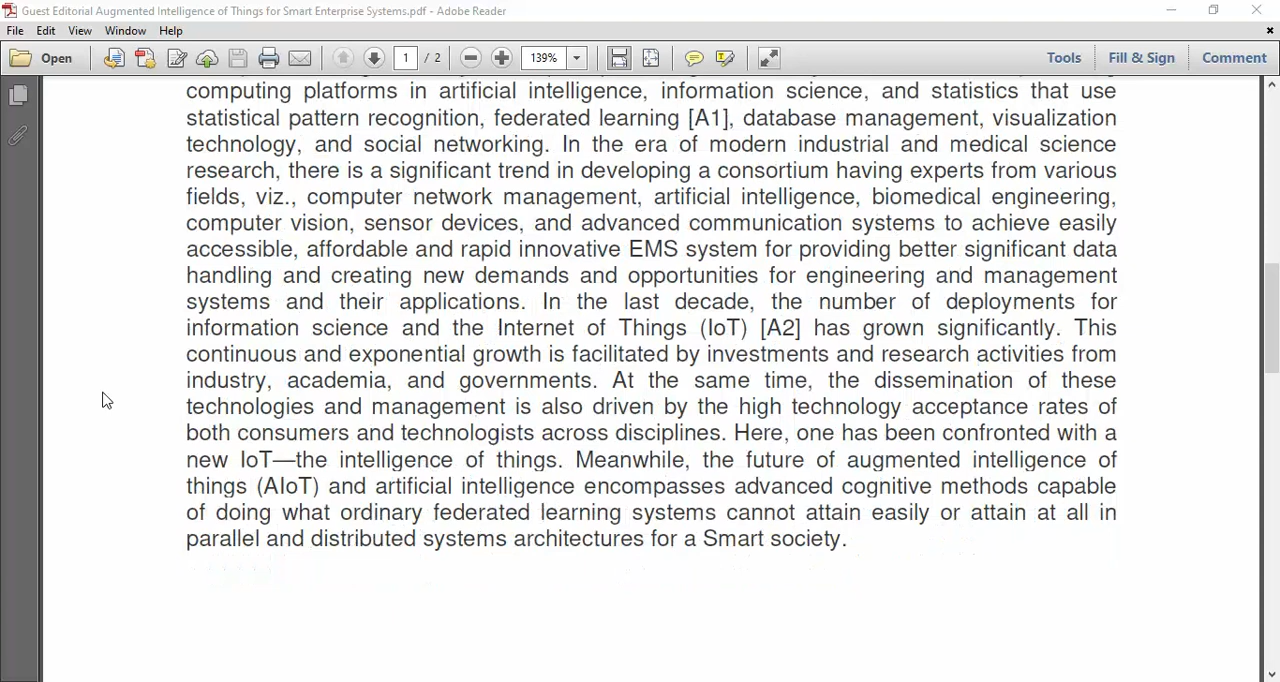 Guest Editorial Augmented Intelligence of Things for Smart Enterprise Systems.pdf - Adobe Reader
File Edit View Window Help
Open 1 / 2 139% Tools Fill & Sign Comment
computing platforms in artificial intelligence, information science, and statistics that use
statistical pattern recognition, federated learning [A1], database management, visualization
technology, and social networking. In the era of modern industrial and medical science
research, there is a significant trend in developing a consortium having experts from various
fields, viz., computer network management, artificial intelligence, biomedical engineering,
computer vision, sensor devices, and advanced communication systems to achieve easily
accessible, affordable and rapid innovative EMS system for providing better significant data
handling and creating new demands and opportunities for engineering and management
systems and their applications. In the last decade, the number of deployments for
information science and the Internet of Things (IoT) [A2] has grown significantly. This
continuous and exponential growth is facilitated by investments and research activities from
industry, academia, and governments. At the same time, the dissemination of these
technologies and management is also driven by the high technology acceptance rates of
both consumers and technologists across disciplines. Here, one has been confronted with a
new IoT—the intelligence of things. Meanwhile, the future of augmented intelligence of
things (AIoT) and artificial intelligence encompasses advanced cognitive methods capable
of doing what ordinary federated learning systems cannot attain easily or attain at all in
parallel and distributed systems architectures for a Smart society.